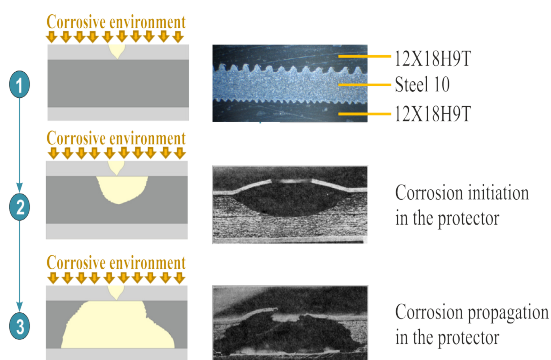 Corrosive environment
1
12X18H9T
Steel 10
12X18H9T
Corrosive environment
2
Corrosion initiation
in the protector
Corrosive environment
3
Corrosion propagation
in the protector